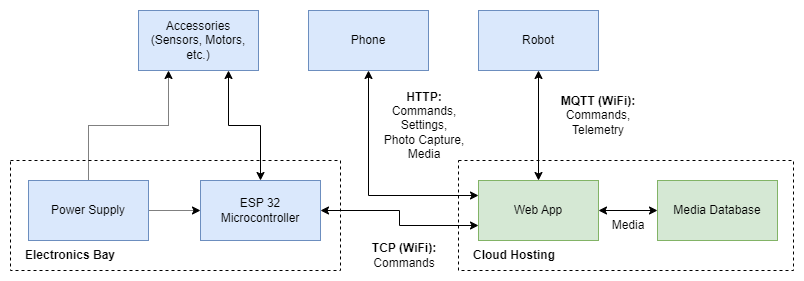 Accessories
(Sensors, Motors,
etc.)
Phone
Robot
HTTP:
Commands,
Settings,
Photo Capture,
Media
MQTT (WiFi):
Commands,
Telemetry
Power Supply
ESP 32
Microcontroller
Web App
Media Database
Media
TCP (WiFi):
Commands
Electronics Bay
Cloud Hosting